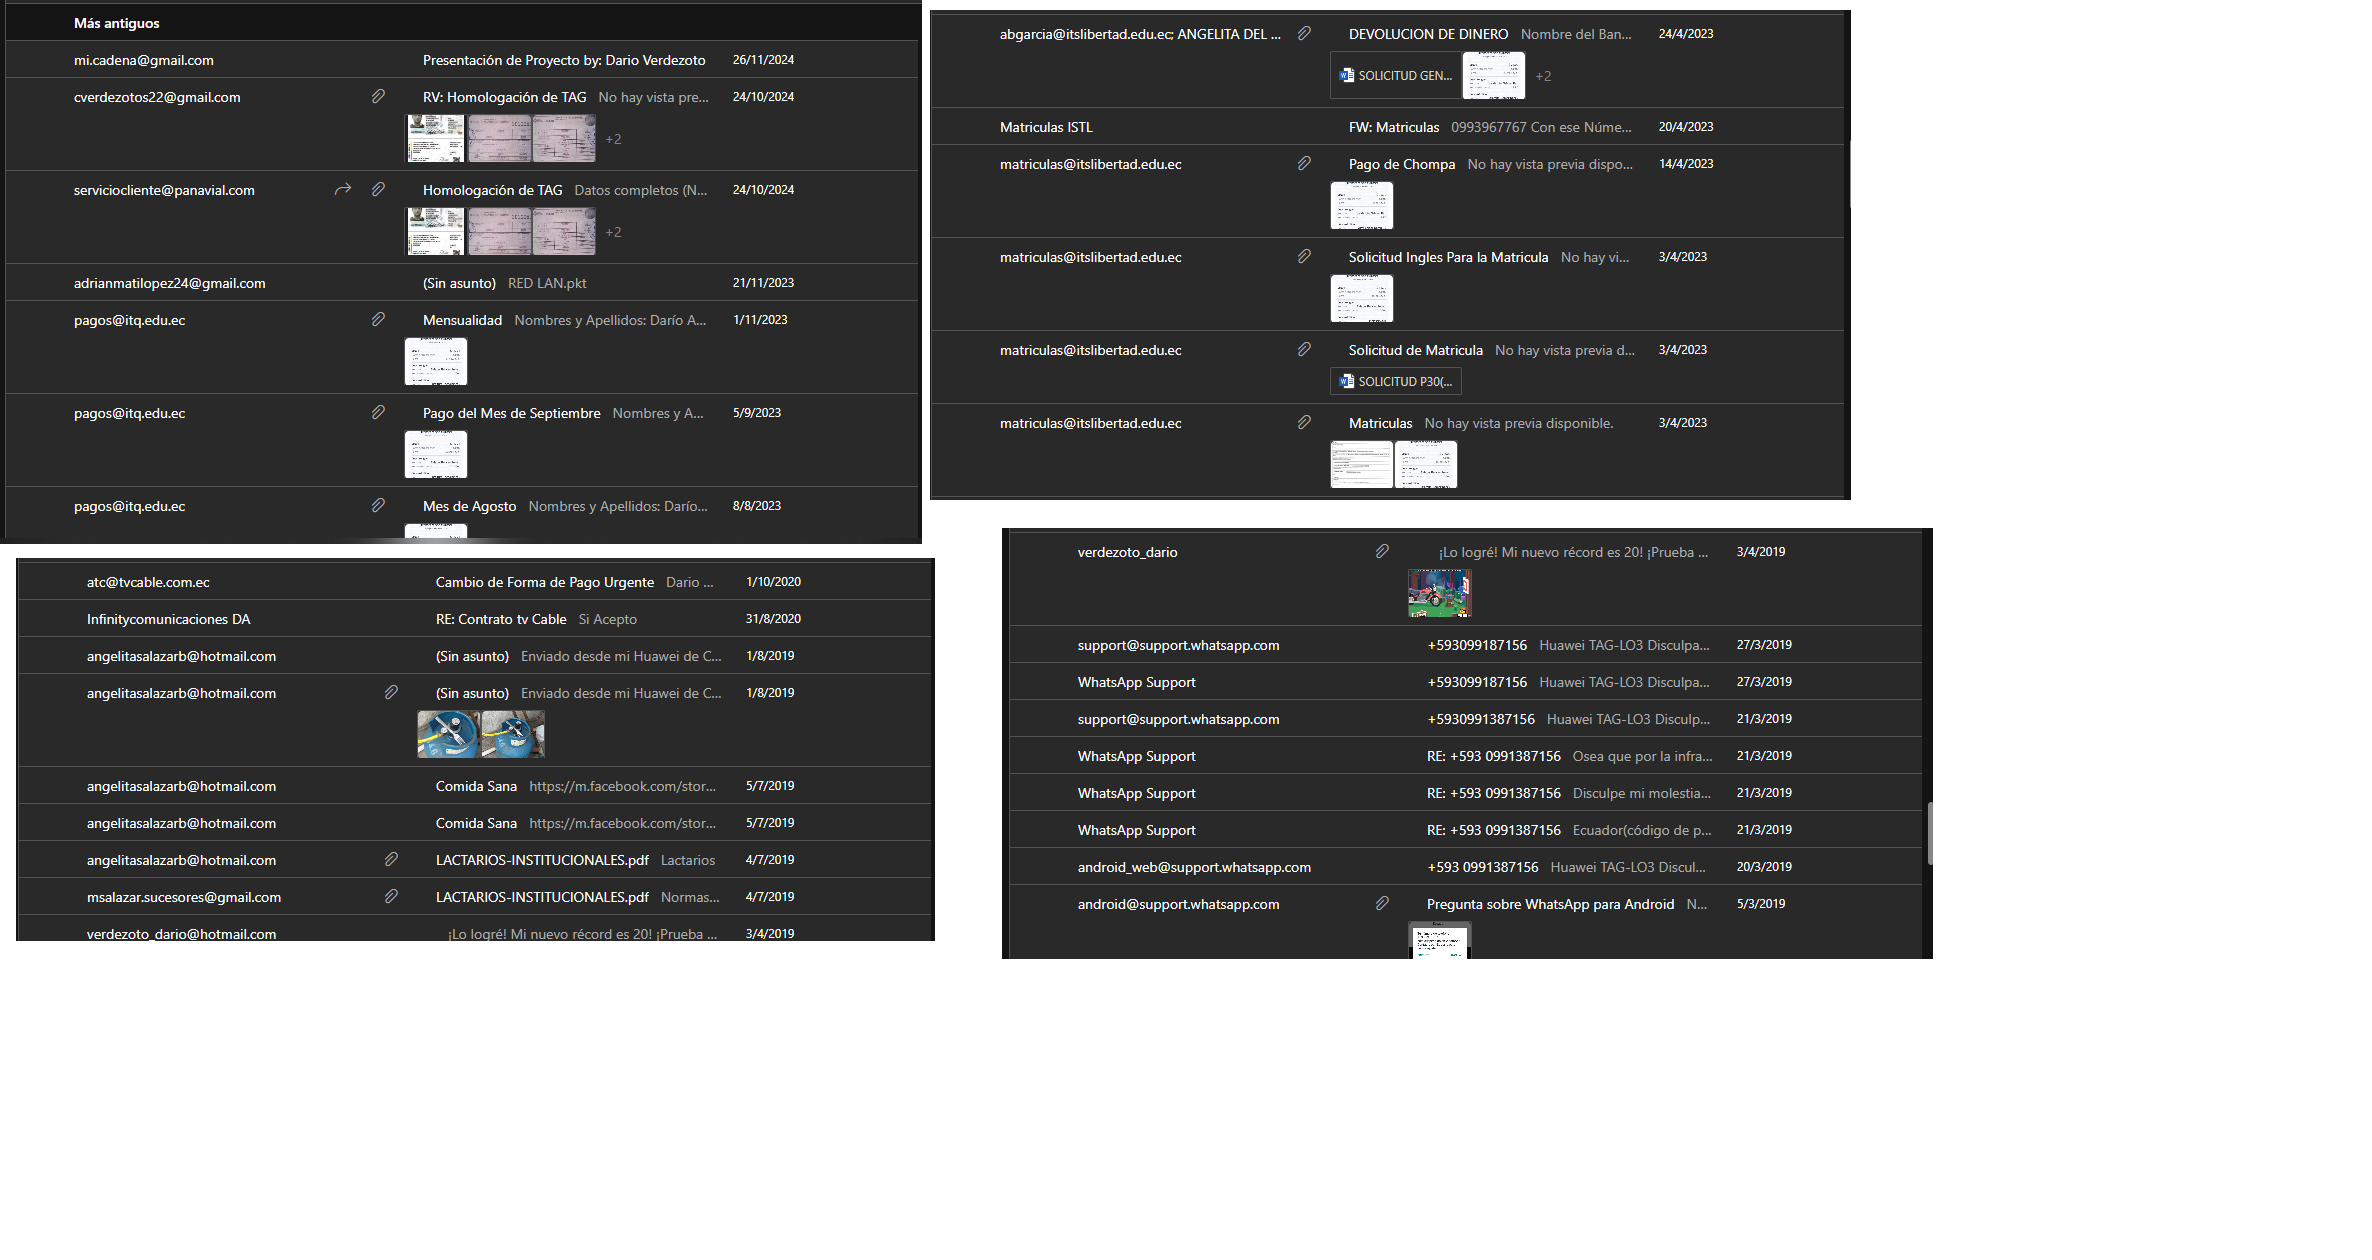 Más antiguos
mi.cadena@gmail.com Presentación de Proyecto by: Dario Verdezoto 26/11/2024
cverdezotos22@gmail.com RV: Homologación de TAG No hay vista pre... 24/10/2024
+2
serviciocliente@panavial.com Homologación de TAG Datos completos (N... 24/10/2024
+2
adrianmatilopez24@gmail.com (Sin asunto) RED LAN.pkt 21/11/2023
pagos@itq.edu.ec Mensualidad Nombres y Apellidos: Darío A... 1/11/2023
pagos@itq.edu.ec Pago del Mes de Septiembre Nombres y A... 5/9/2023
pagos@itq.edu.ec Mes de Agosto Nombres y Apellidos: Darío... 8/8/2023
abgarcia@itslibertad.edu.ec; ANGELITA DEL ... DEVOLUCION DE DINERO Nombre del Ban... 24/4/2023
SOLICITUD GEN... +2
Matriculas ISTL FW: Matriculas 0993967767 Con ese Núme... 20/4/2023
matriculas@itslibertad.edu.ec Pago de Chompa No hay vista previa dispo... 14/4/2023
matriculas@itslibertad.edu.ec Solicitud Ingles Para la Matricula No hay vi... 3/4/2023
matriculas@itslibertad.edu.ec Solicitud de Matricula No hay vista previa d... 3/4/2023
SOLICITUD P30(...
matriculas@itslibertad.edu.ec Matriculas No hay vista previa disponible. 3/4/2023
atc@tvcable.com.ec Cambio de Forma de Pago Urgente Dario ... 1/10/2020
Infinitycomunicaciones DA RE: Contrato tv Cable Si Acepto 31/8/2020
angelitasalazarb@hotmail.com (Sin asunto) Enviado desde mi Huawei de C... 1/8/2019
angelitasalazarb@hotmail.com (Sin asunto) Enviado desde mi Huawei de C... 1/8/2019
angelitasalazarb@hotmail.com Comida Sana https://m.facebook.com/stor... 5/7/2019
angelitasalazarb@hotmail.com Comida Sana https://m.facebook.com/stor... 5/7/2019
angelitasalazarb@hotmail.com LACTARIOS-INSTITUCIONALES.pdf Lactarios 4/7/2019
msalazar.sucesores@gmail.com LACTARIOS-INSTITUCIONALES.pdf Normas... 4/7/2019
verdezoto_dario@hotmail.com ¡Lo logré! Mi nuevo récord es 20! ¡Prueba ... 3/4/2019
verdezoto_dario ¡Lo logré! Mi nuevo récord es 20! ¡Prueba ... 3/4/2019
support@support.whatsapp.com +593099187156 Huawei TAG-LO3 Disculpa... 27/3/2019
WhatsApp Support +593099187156 Huawei TAG-LO3 Disculpa... 27/3/2019
support@support.whatsapp.com +5930991387156 Huawei TAG-LO3 Disculp... 21/3/2019
WhatsApp Support RE: +593 0991387156 Osea que por la infra... 21/3/2019
WhatsApp Support RE: +593 0991387156 Disculpe mi molestia... 21/3/2019
WhatsApp Support RE: +593 0991387156 Ecuador(código de p... 21/3/2019
android_web@support.whatsapp.com +593 0991387156 Huawei TAG-LO3 Discul... 20/3/2019
android@support.whatsapp.com Pregunta sobre WhatsApp para Android N... 5/3/2019